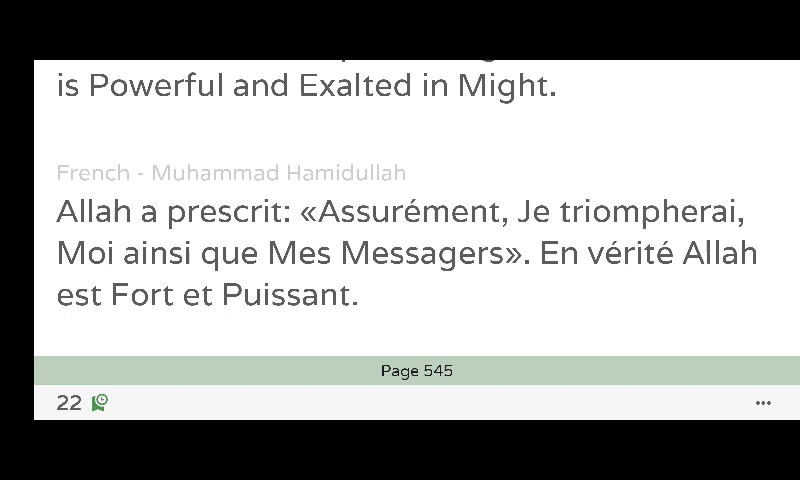 is Powerful and Exalted in Might.
French - Muhammad Hamidullah
Allah a prescrit: «Assurément, Je triompherai,
Moi ainsi que Mes Messagers». En vérité Allah
est Fort et Puissant.
Page 545
22